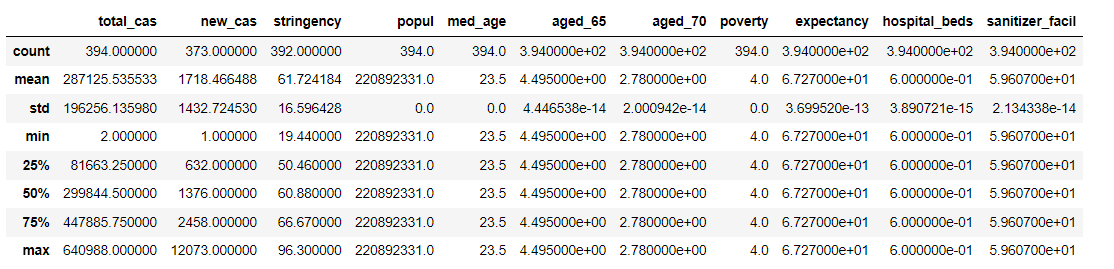 total_cas new_cas stringency popul med_age aged_65 aged_70 poverty expectancy hospital_beds sanitizer_facil
count 394.000000 373.000000 392.000000 394.0 394.0 3.940000e+02 3.940000e+02 394.0 3.940000e+02 3.940000e+02 3.940000e+02
mean 287125.535533 1718.466488 61.724184 220892331.0 23.5 4.495000e+00 2.780000e+00 4.0 6.727000e+01 6.000000e-01 5.960700e+01
std 196256.135980 1432.724530 16.596428 0.0 0.0 4.446538e-14 2.000942e-14 0.0 3.699520e-13 3.890721e-15 2.134338e-14
min 2.000000 1.000000 19.440000 220892331.0 23.5 4.495000e+00 2.780000e+00 4.0 6.727000e+01 6.000000e-01 5.960700e+01
25% 81663.250000 632.000000 50.460000 220892331.0 23.5 4.495000e+00 2.780000e+00 4.0 6.727000e+01 6.000000e-01 5.960700e+01
50% 299844.500000 1376.000000 60.880000 220892331.0 23.5 4.495000e+00 2.780000e+00 4.0 6.727000e+01 6.000000e-01 5.960700e+01
75% 447885.750000 2458.000000 66.670000 220892331.0 23.5 4.495000e+00 2.780000e+00 4.0 6.727000e+01 6.000000e-01 5.960700e+01
max 640988.000000 12073.000000 96.300000 220892331.0 23.5 4.495000e+00 2.780000e+00 4.0 6.727000e+01 6.000000e-01 5.960700e+01